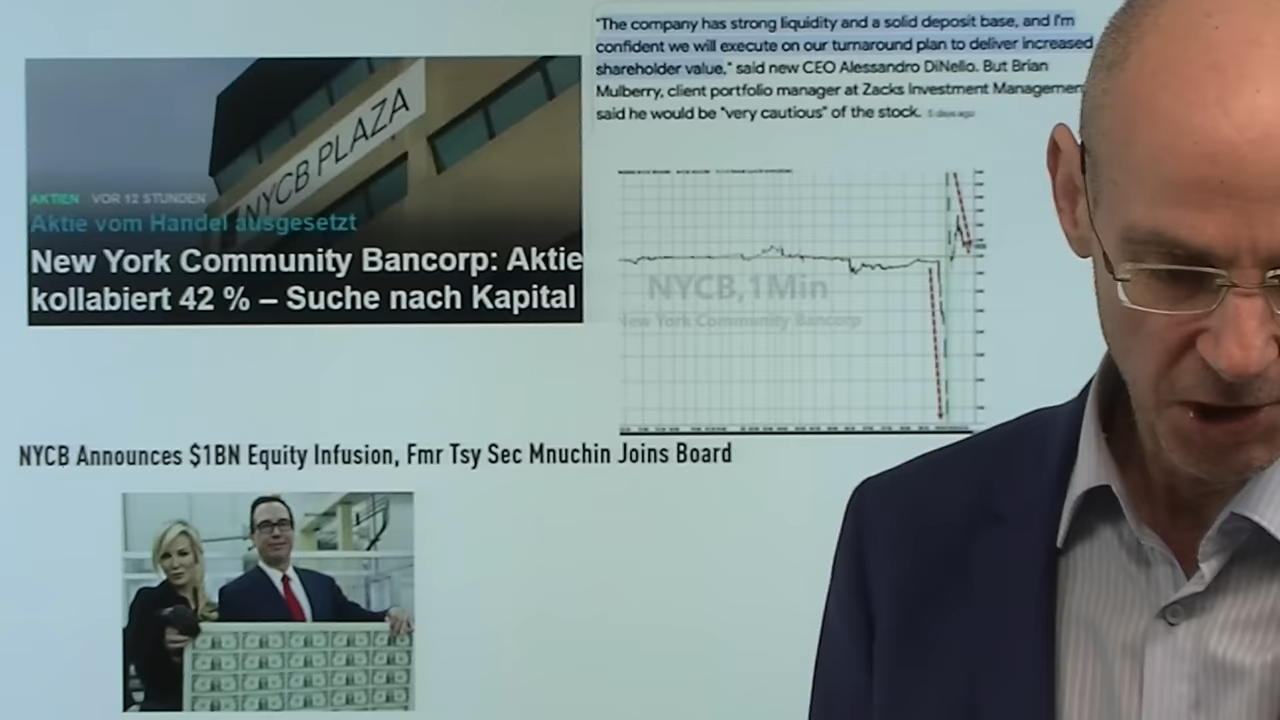 "The company has strong liquidity and a solid deposit base, and I'm
confident we will execute on our turnaround plan to deliver increased
shareholder value," said new CEO Alessandro DiNello. But Brian
Mulberry, client portfolio manager at Zacks Investment Managemen
said he would be "very cautious" of the stock. 5 days ago
NYCB PLAZA
AKTIEN VOR 12 STUNDEN
Aktie vom Handel ausgesetzt
New York Community Bancorp: Aktie
kollabiert 42 % – Suche nach Kapital
NYCB,1Min
New York Community Bancorp
NYCB Announces $1BN Equity Infusion, Fmr Tsy Sec Mnuchin Joins Board